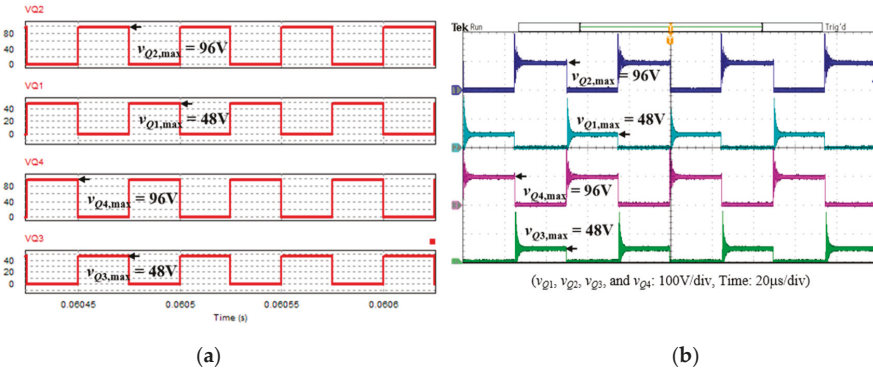 VQ2
80
40
0
vQ2,max = 96V
VQ1
40
20
0
vQ1,max = 48V
VQ4
80
40
0
vQ4,max = 96V
VQ3
40
20
0
vQ3,max = 48V
0.06045 0.0605 0.06055 0.0606
Time (s)
(a)
Tek Run Trig'd
vQ2,max = 96V
vQ1,max = 48V
vQ4,max = 96V
vQ3,max = 48V
(vQ1, vQ2, vQ3, and vQ4: 100V/div, Time: 20μs/div)
(b)